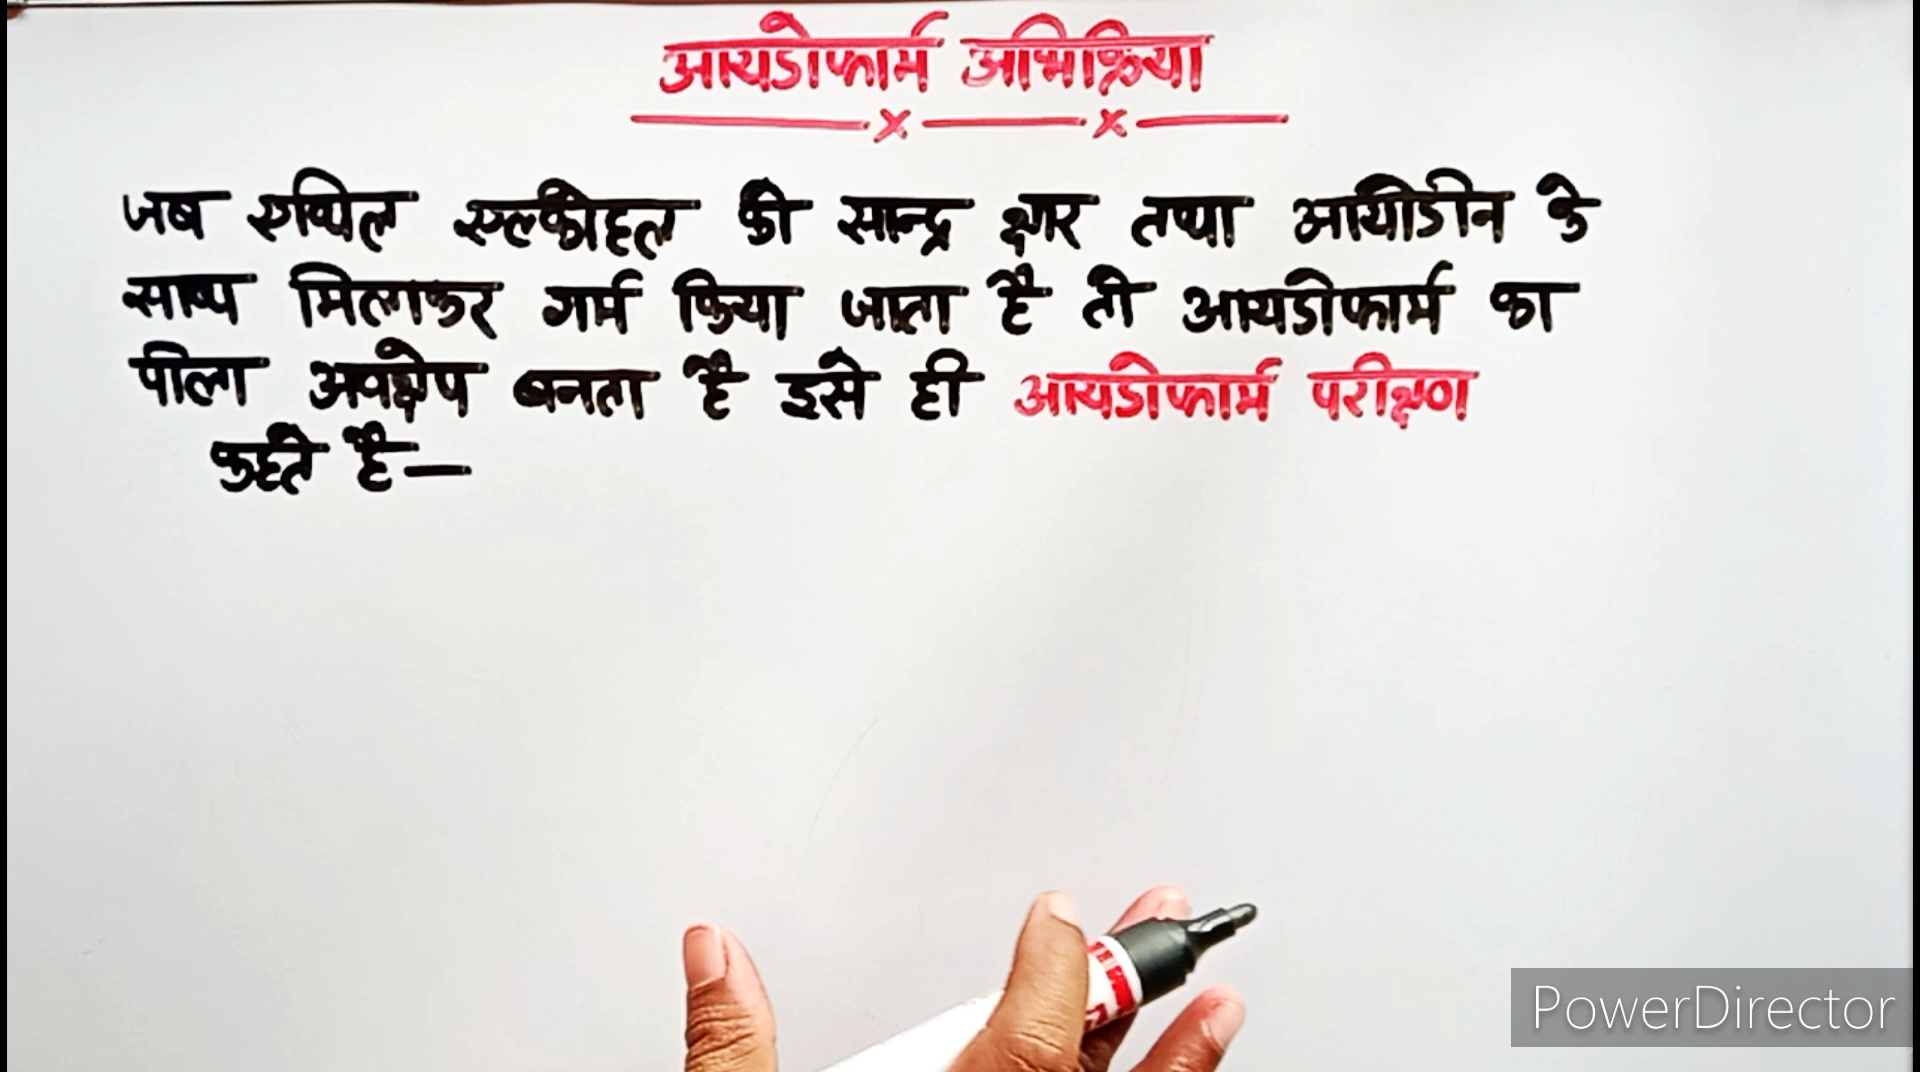 आयडोफार्म अभिक्रिया
जब एथिल एल्कोहल को सान्द्र क्षार तथा आयोडीन के
साथ मिलाकर गर्म किया जाता है तो आयडोफार्म का
पीला अवक्षेप बनता है इसे ही आयडोफार्म परीक्षण
कहते है—
PowerDirector